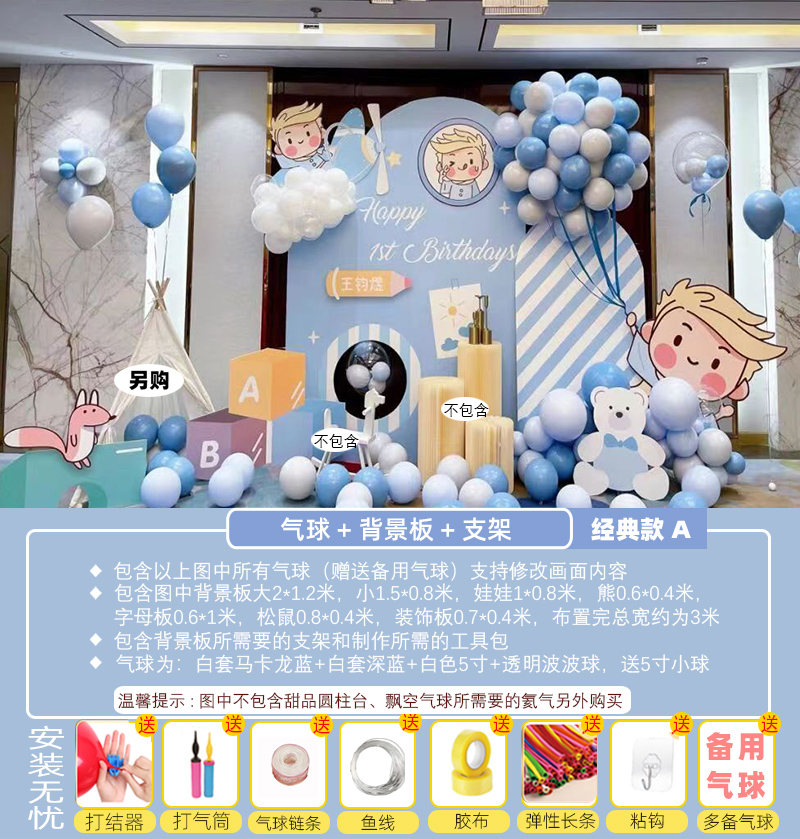 Happy
1st Birthdays
王钧煜
A
B
1
另购
不包含
不包含
气球 + 背景板 + 支架
经典款 A
◆ 包含以上图中所有气球（赠送备用气球）支持修改画面内容
◆ 包含图中背景板大2*1.2米，小1.5*0.8米，娃娃1*0.8米，熊0.6*0.4米，
字母板0.6*1米，松鼠0.8*0.4米，装饰板0.7*0.4米，布置完总宽约为3米
◆ 包含背景板所需要的支架和制作所需的工具包
◆ 气球为：白套马卡龙蓝+白套深蓝+白色5寸+透明波波球，送5寸小球
温馨提示：图中不包含甜品圆柱台、飘空气球所需要的氦气另外购买
安装无忧
送 送 送 送 送 送 送 送
备用
气球
打结器 打气筒 气球链条 鱼线 胶布 弹性长条 粘钩 多备气球